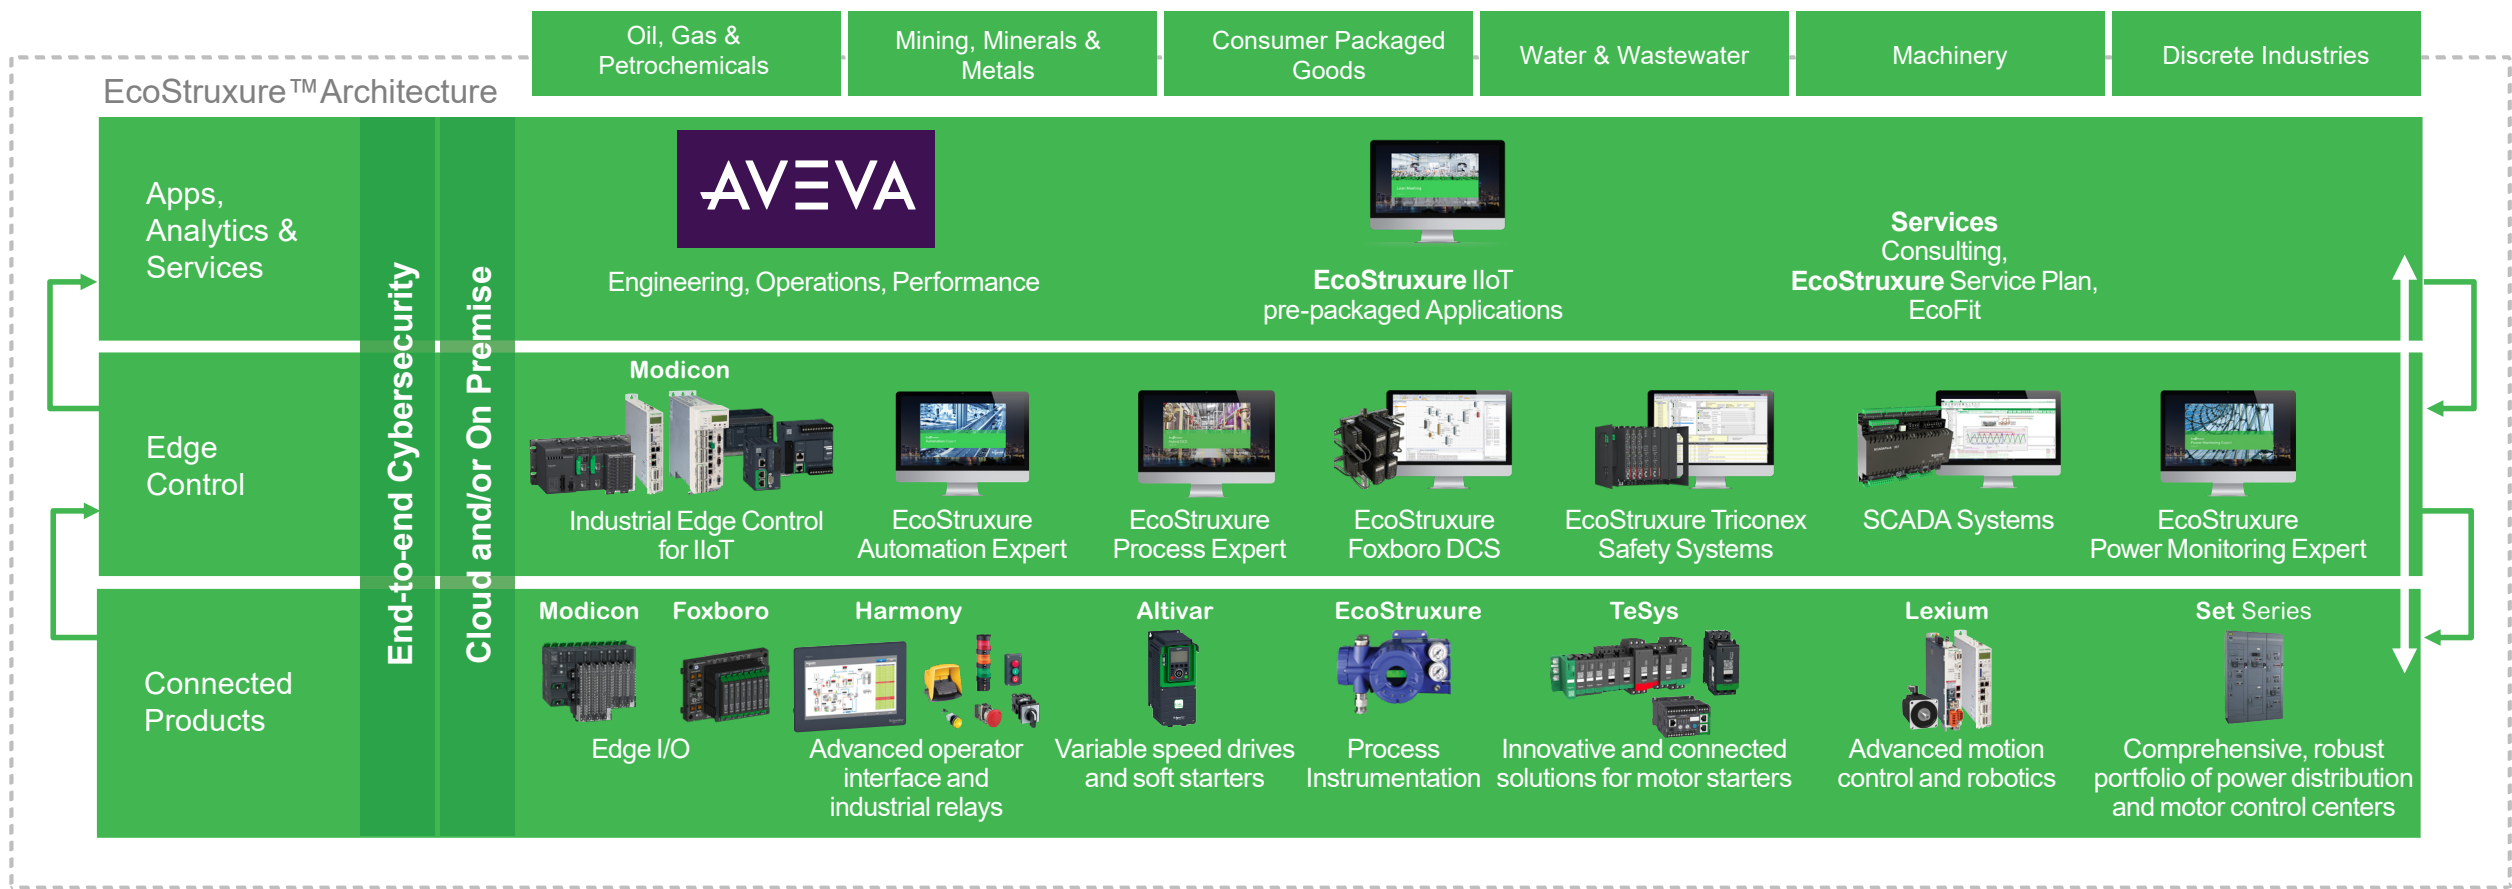 Oil, Gas &
Petrochemicals
Mining, Minerals &
Metals
Consumer Packaged
Goods
Water & Wastewater
Machinery
Discrete Industries
EcoStruxure™Architecture
Apps,
Analytics &
Services
End-to-end Cybersecurity
Cloud and/or On Premise
AVEVA
Engineering, Operations, Performance
EcoStruxure IIoT
pre-packaged Applications
Services
Consulting,
EcoStruxure Service Plan,
EcoFit
Edge
Control
Modicon
Industrial Edge Control
for IIoT
EcoStruxure
Automation Expert
EcoStruxure
Process Expert
EcoStruxure
Foxboro DCS
EcoStruxure Triconex
Safety Systems
SCADA Systems
EcoStruxure
Power Monitoring Expert
Connected
Products
Modicon
Foxboro
Edge I/O
Harmony
Advanced operator
interface and
industrial relays
Altivar
Variable speed drives
and soft starters
EcoStruxure
Process
Instrumentation
TeSys
Innovative and connected
solutions for motor starters
Lexium
Advanced motion
control and robotics
Set Series
Comprehensive, robust
portfolio of power distribution
and motor control centers